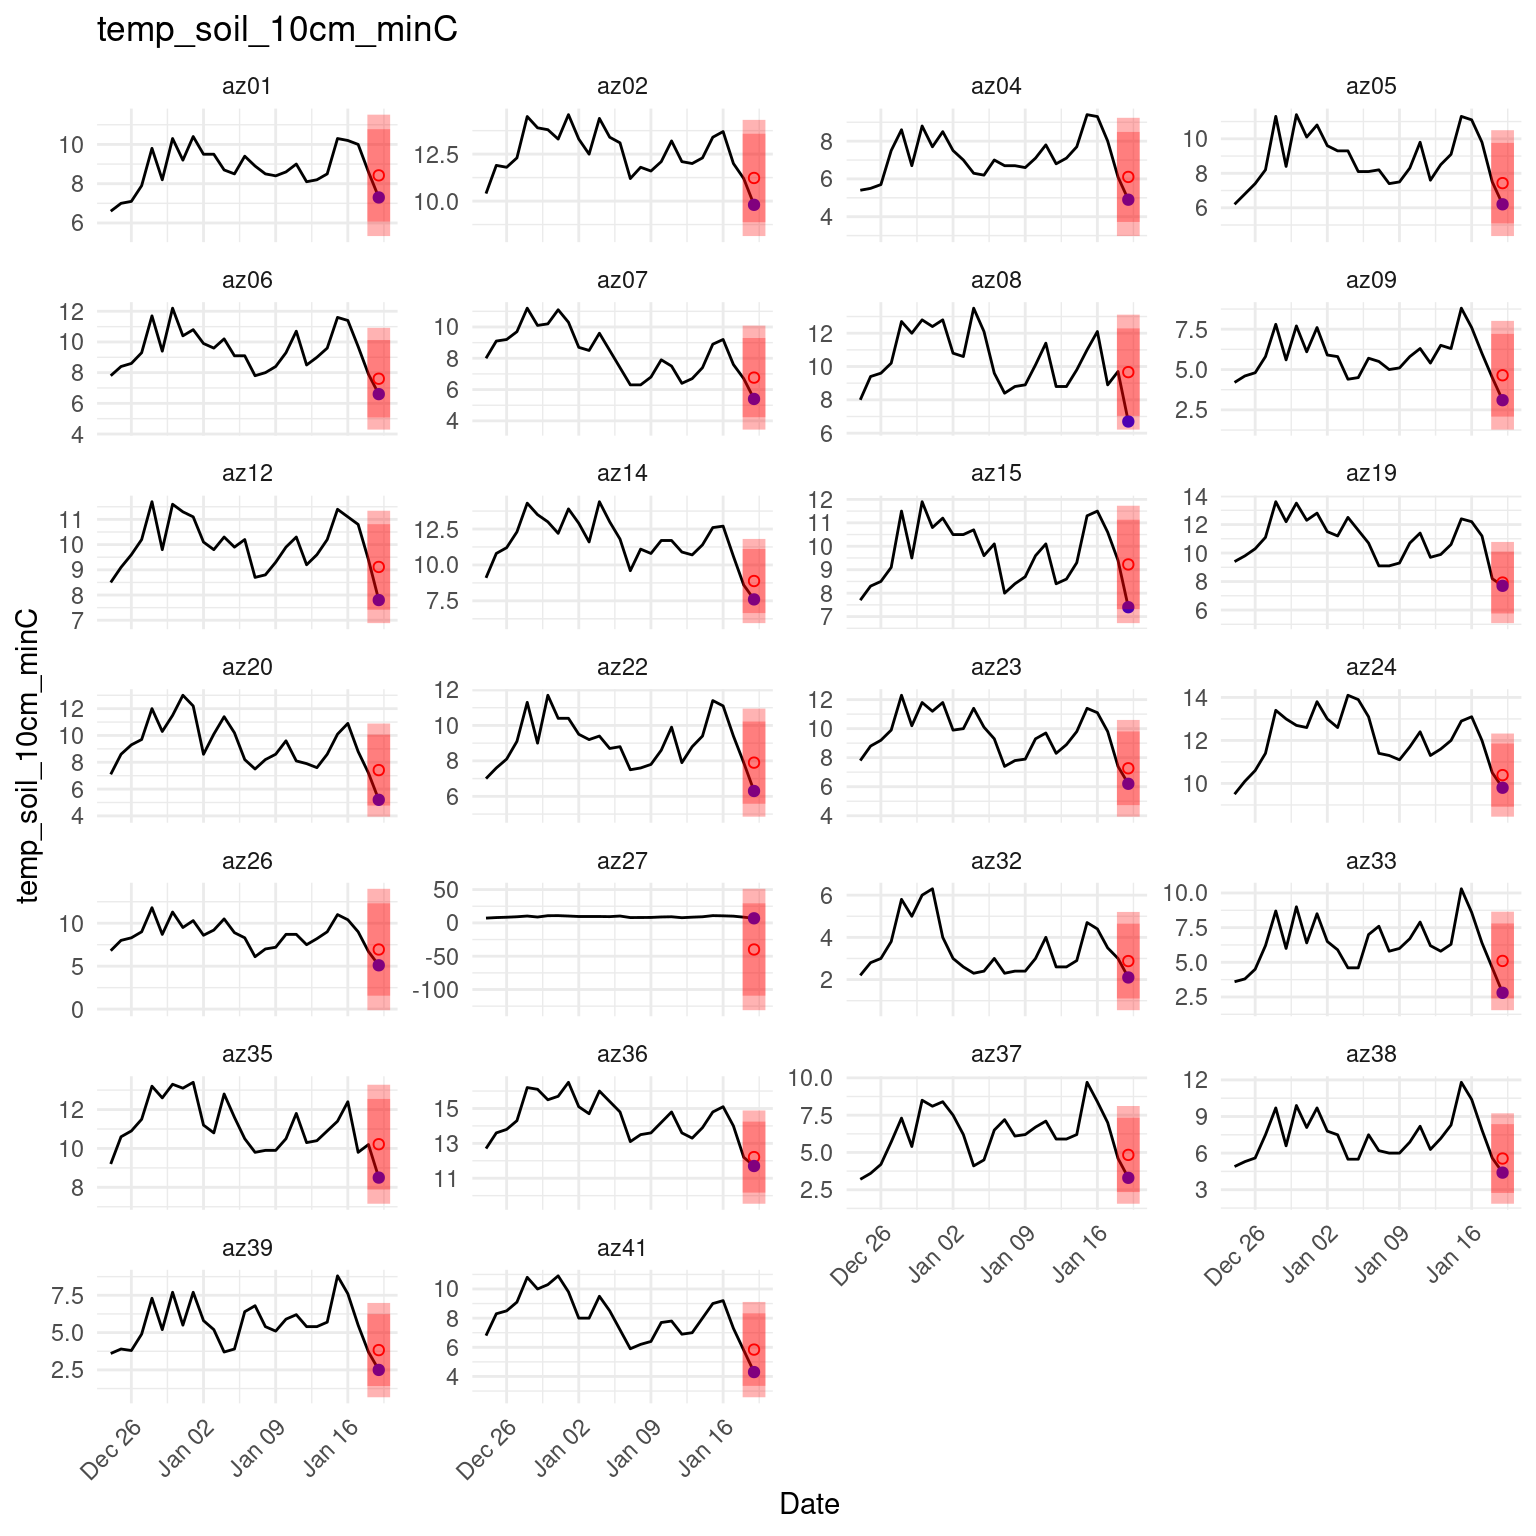 temp_soil_10cm_minC
az01 az02 az04 az05
10 8 6
12.5 10.0
8 6 4
10 8 6
az06 az07 az08 az09
12 10 8 6 4
10 8 6 4
12 10 8 6
7.5 5.0 2.5
az12 az14 az15 az19
11 10 9 8 7
12.5 10.0 7.5
12 11 10 9 8 7
14 12 10 8 6
az20 az22 az23 az24
12 10 8 6 4
12 10 8 6
12 10 8 6 4
14 12 10
az26 az27 az32 az33
10 5 0
50 0 -50 -100
6 4 2
10.0 7.5 5.0 2.5
az35 az36 az37 az38
12 10 8
15 13 11
10.0 7.5 5.0 2.5
12 9 6 3
Dec 26 Jan 02 Jan 09 Jan 16
Dec 26 Jan 02 Jan 09 Jan 16
az39 az41
7.5 5.0 2.5
10 8 6 4
Dec 26 Jan 02 Jan 09 Jan 16
Dec 26 Jan 02 Jan 09 Jan 16
temp_soil_10cm_minC
Date